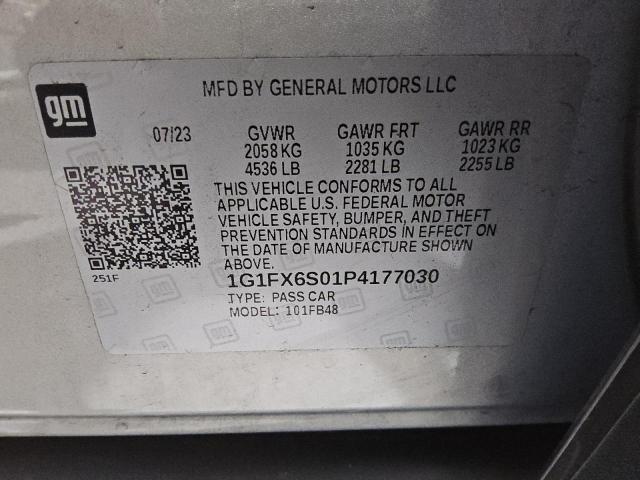 gm
MFD BY GENERAL MOTORS LLC
07/23 GVWR GAWR FRT GAWR RR
2058 KG 1035 KG 1023 KG
4536 LB 2281 LB 2255 LB
THIS VEHICLE CONFORMS TO ALL
APPLICABLE U.S. FEDERAL MOTOR
VEHICLE SAFETY, BUMPER, AND THEFT
PREVENTION STANDARDS IN EFFECT ON
THE DATE OF MANUFACTURE SHOWN
ABOVE.
251F
1G1FX6S01P4177030
TYPE: PASS CAR
MODEL: 101FB48